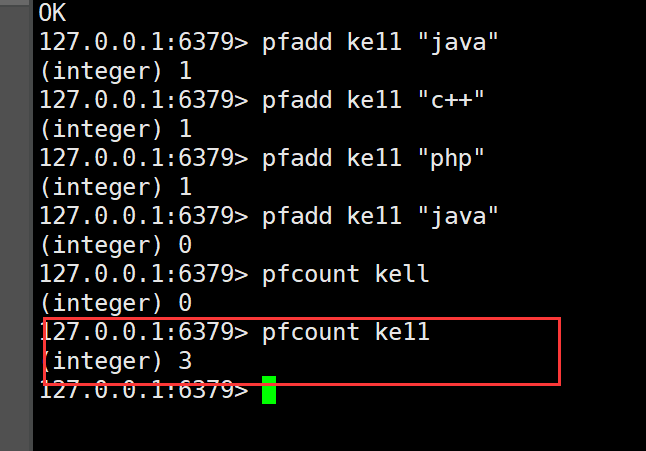 OK
127.0.0.1:6379> pfadd ke11 "java"
(integer) 1
127.0.0.1:6379> pfadd ke11 "c++"
(integer) 1
127.0.0.1:6379> pfadd ke11 "php"
(integer) 1
127.0.0.1:6379> pfadd ke11 "java"
(integer) 0
127.0.0.1:6379> pfcount kell
(integer) 0
127.0.0.1:6379> pfcount ke11
(integer) 3
127.0.0.1:6379>